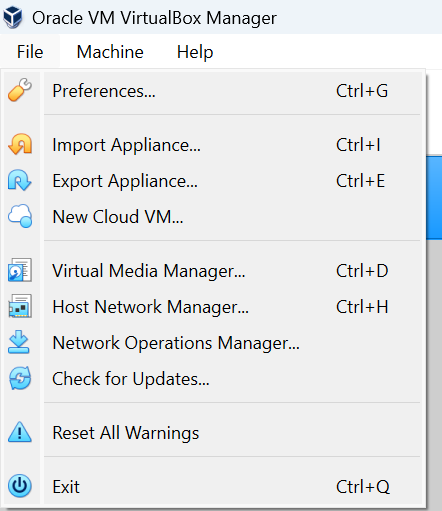 Oracle VM VirtualBox Manager
File Machine Help
Preferences... Ctrl+G
Import Appliance... Ctrl+I
Export Appliance... Ctrl+E
New Cloud VM...
Virtual Media Manager... Ctrl+D
Host Network Manager... Ctrl+H
Network Operations Manager...
Check for Updates...
Reset All Warnings
Exit Ctrl+Q